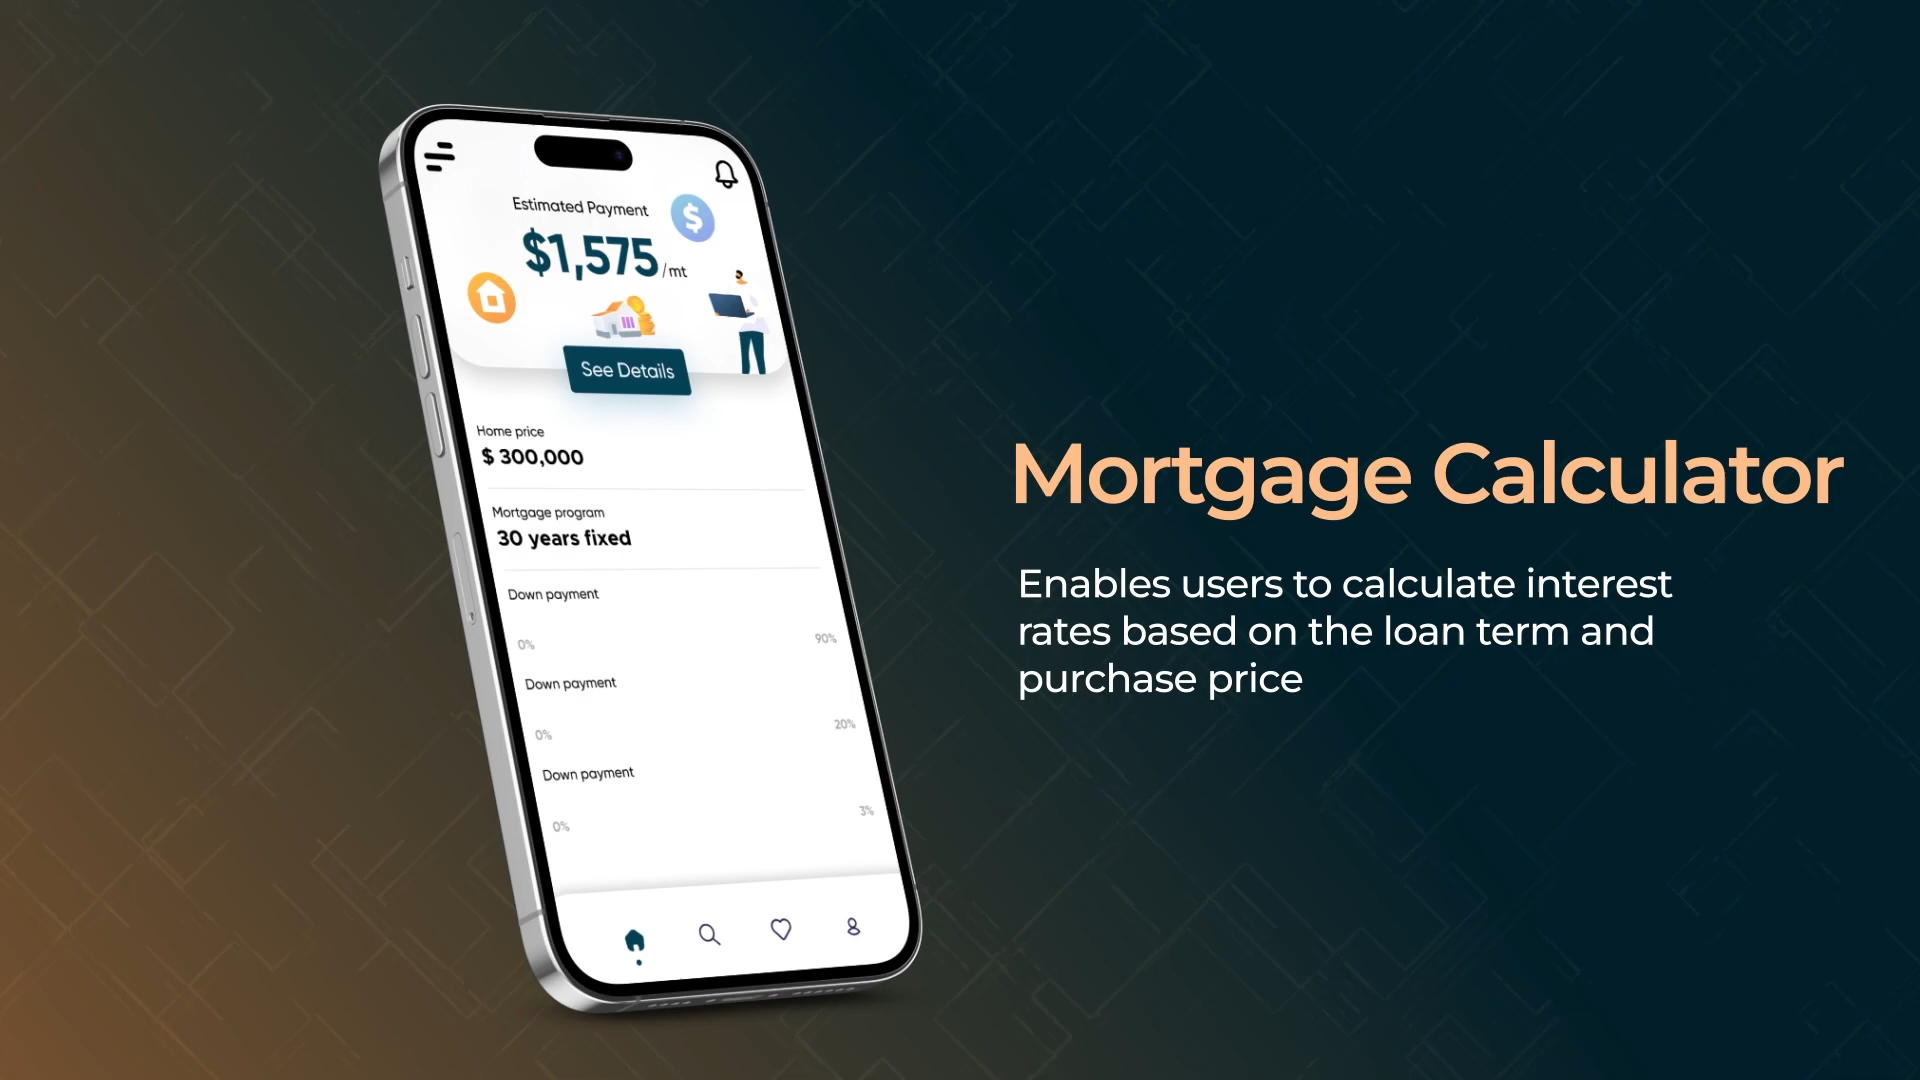 Estimated Payment
$1,575/mt
See Details
Home price
$ 300,000
Mortgage program
30 years fixed
Down payment
0% 90%
Down payment
0% 20%
Down payment
0% 3%
Mortgage Calculator
Enables users to calculate interest
rates based on the loan term and
purchase price